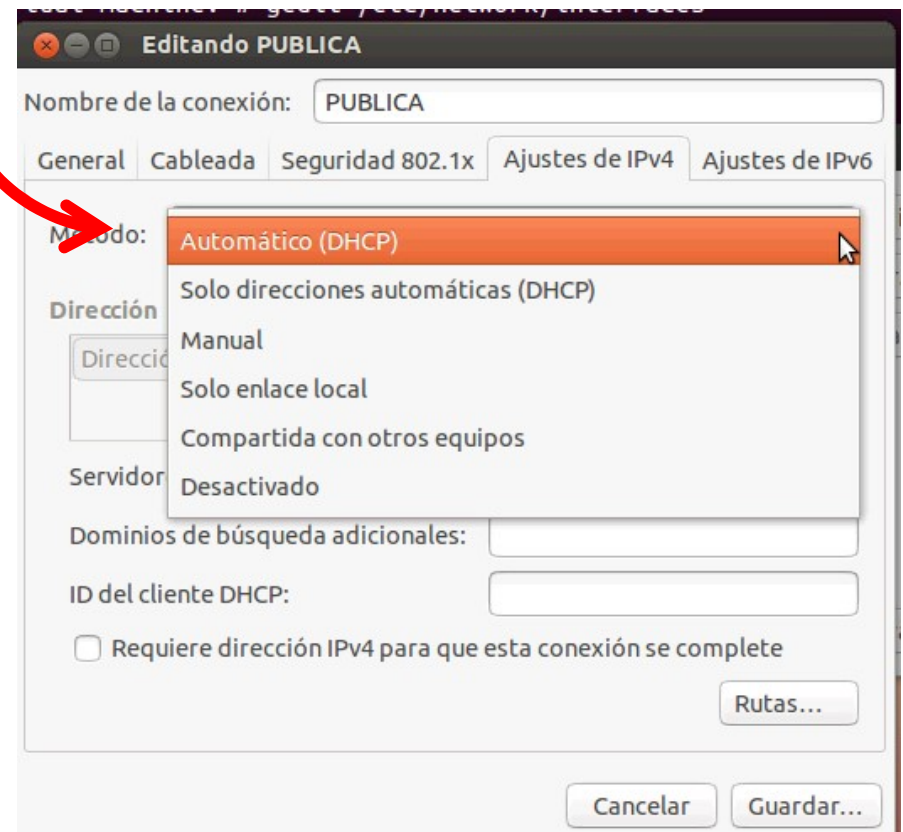 Editando PUBLICA
Nombre de la conexión: PUBLICA
General Cableada Seguridad 802.1x Ajustes de IPv4 Ajustes de IPv6
Método: Automático (DHCP)
Solo direcciones automáticas (DHCP)
Dirección
Manual
Direcció
Solo enlace local
Compartida con otros equipos
Servidor
Desactivado
Dominios de búsqueda adicionales:
ID del cliente DHCP:
Requiere dirección IPv4 para que esta conexión se complete
Rutas...
Cancelar Guardar...